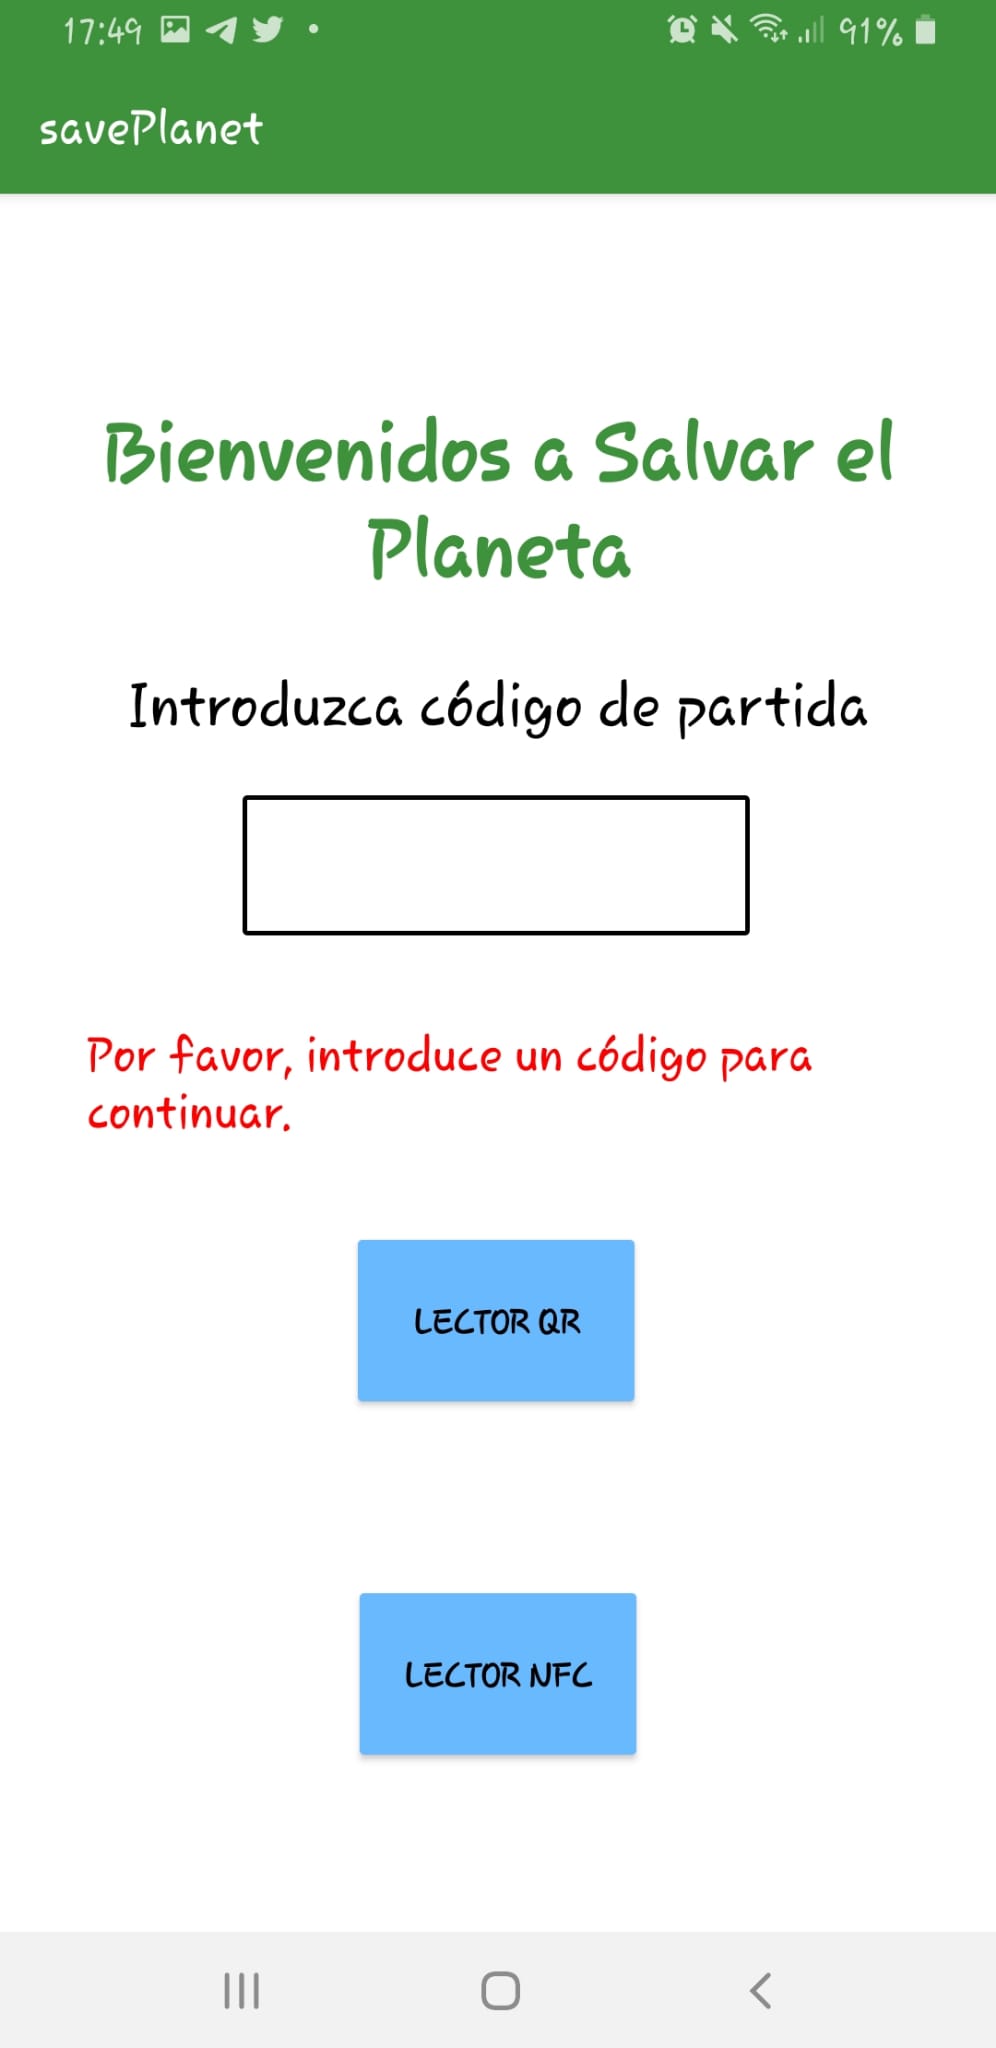 17:49 91%
savePlanet
Bienvenidos a Salvar el
Planeta
Introduzca código de partida
Por favor, introduce un código para
continuar.
LECTOR QR
LECTOR NFC